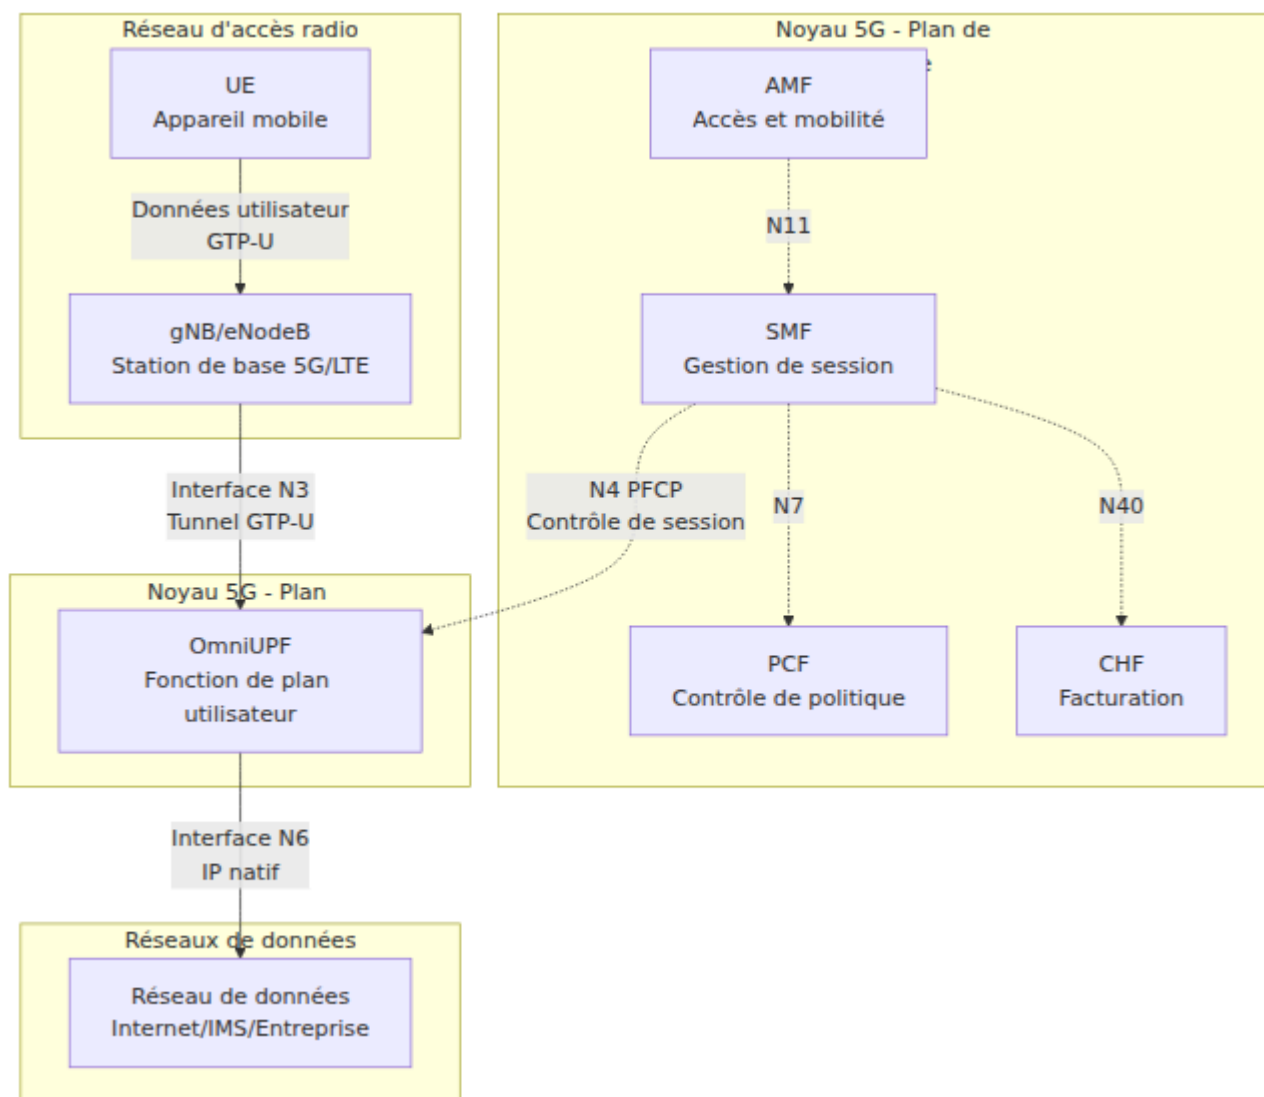 Réseau d'accès radio
UE
Appareil mobile
Données utilisateur
GTP-U
gNB/eNodeB
Station de base 5G/LTE
Interface N3
Tunnel GTP-U
Noyau 5G - Plan
OmniUPF
Fonction de plan
utilisateur
Interface N6
IP natif
Réseaux de données
Réseau de données
Internet/IMS/Entreprise
Noyau 5G - Plan de
AMF
Accès et mobilité
N11
SMF
Gestion de session
N4 PFCP
Contrôle de session
N7
N40
PCF
Contrôle de politique
CHF
Facturation